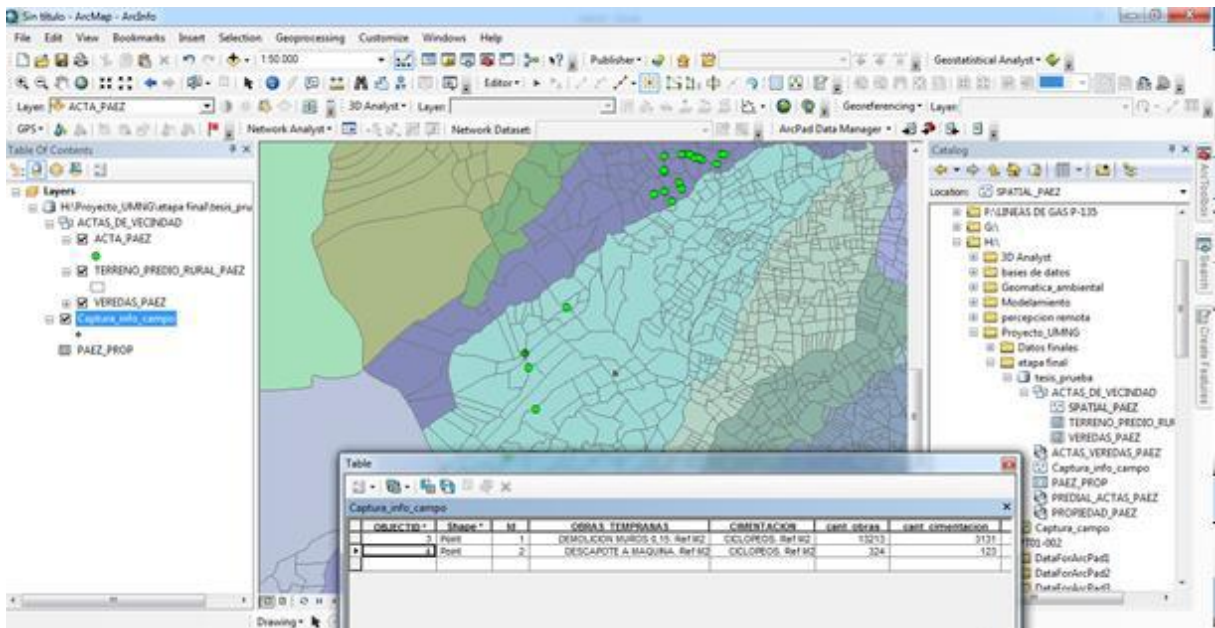 Sin título - ArcMap - ArcInfo
File Edit View Bookmarks Insert Selection Geoprocessing Customize Windows Help
1:50.000 Publisher Geostatistical Analyst
Editor
Layer: ACTA_PAEZ 3D Analyst Layer: Georeferencing Layer:
GPS Network Analyst Network Dataset: ArcPad Data Manager
Table Of Contents
Layers
H:\Proyecto_UMNG\etapa final\tesis_pru
ACTAS_DE_VECINDAD
ACTA_PAEZ
TERRENO_PREDIO_RURAL_PAEZ
VEREDAS_PAEZ
Captura_info_campo
PAEZ_PROP
Catalog
Location: SPATIAL_PAEZ
F:\LINEAS DE GAS P-135
G:\
H:\
3D Analyst
bases de datos
Geomatica_ambiental
Modelamiento
percepcion remota
Proyecto_UMNG
Datos finales
etapa final
tesis_prueba
ACTAS_DE_VECINDAD
SPATIAL_PAEZ
TERRENO_PREDIO_RUR
VEREDAS_PAEZ
ACTAS_VEREDAS_PAEZ
Captura_info_campo
PAEZ_PROP
PREDIAL_ACTAS_PAEZ
PROPIEDAD_PAEZ
Captura_campo
T01-002
DataForArcPad1
DataForArcPad2
DataForArcPad3
ArcToolbox
Search
Create Features
Table
Captura_info_campo
OBJECTID * Shape * Id OBRAS_TEMPRANAS CIMENTACION cant_obras cant_cimentacion
3 Point 1 DEMOLICION MUROS 0,15. Ref M2 CICLOPEOS. Ref M2 13213 3131
4 Point 2 DESCAPOTE A MAQUINA. Ref M2 CICLOPEOS. Ref M2 324 123
Drawing